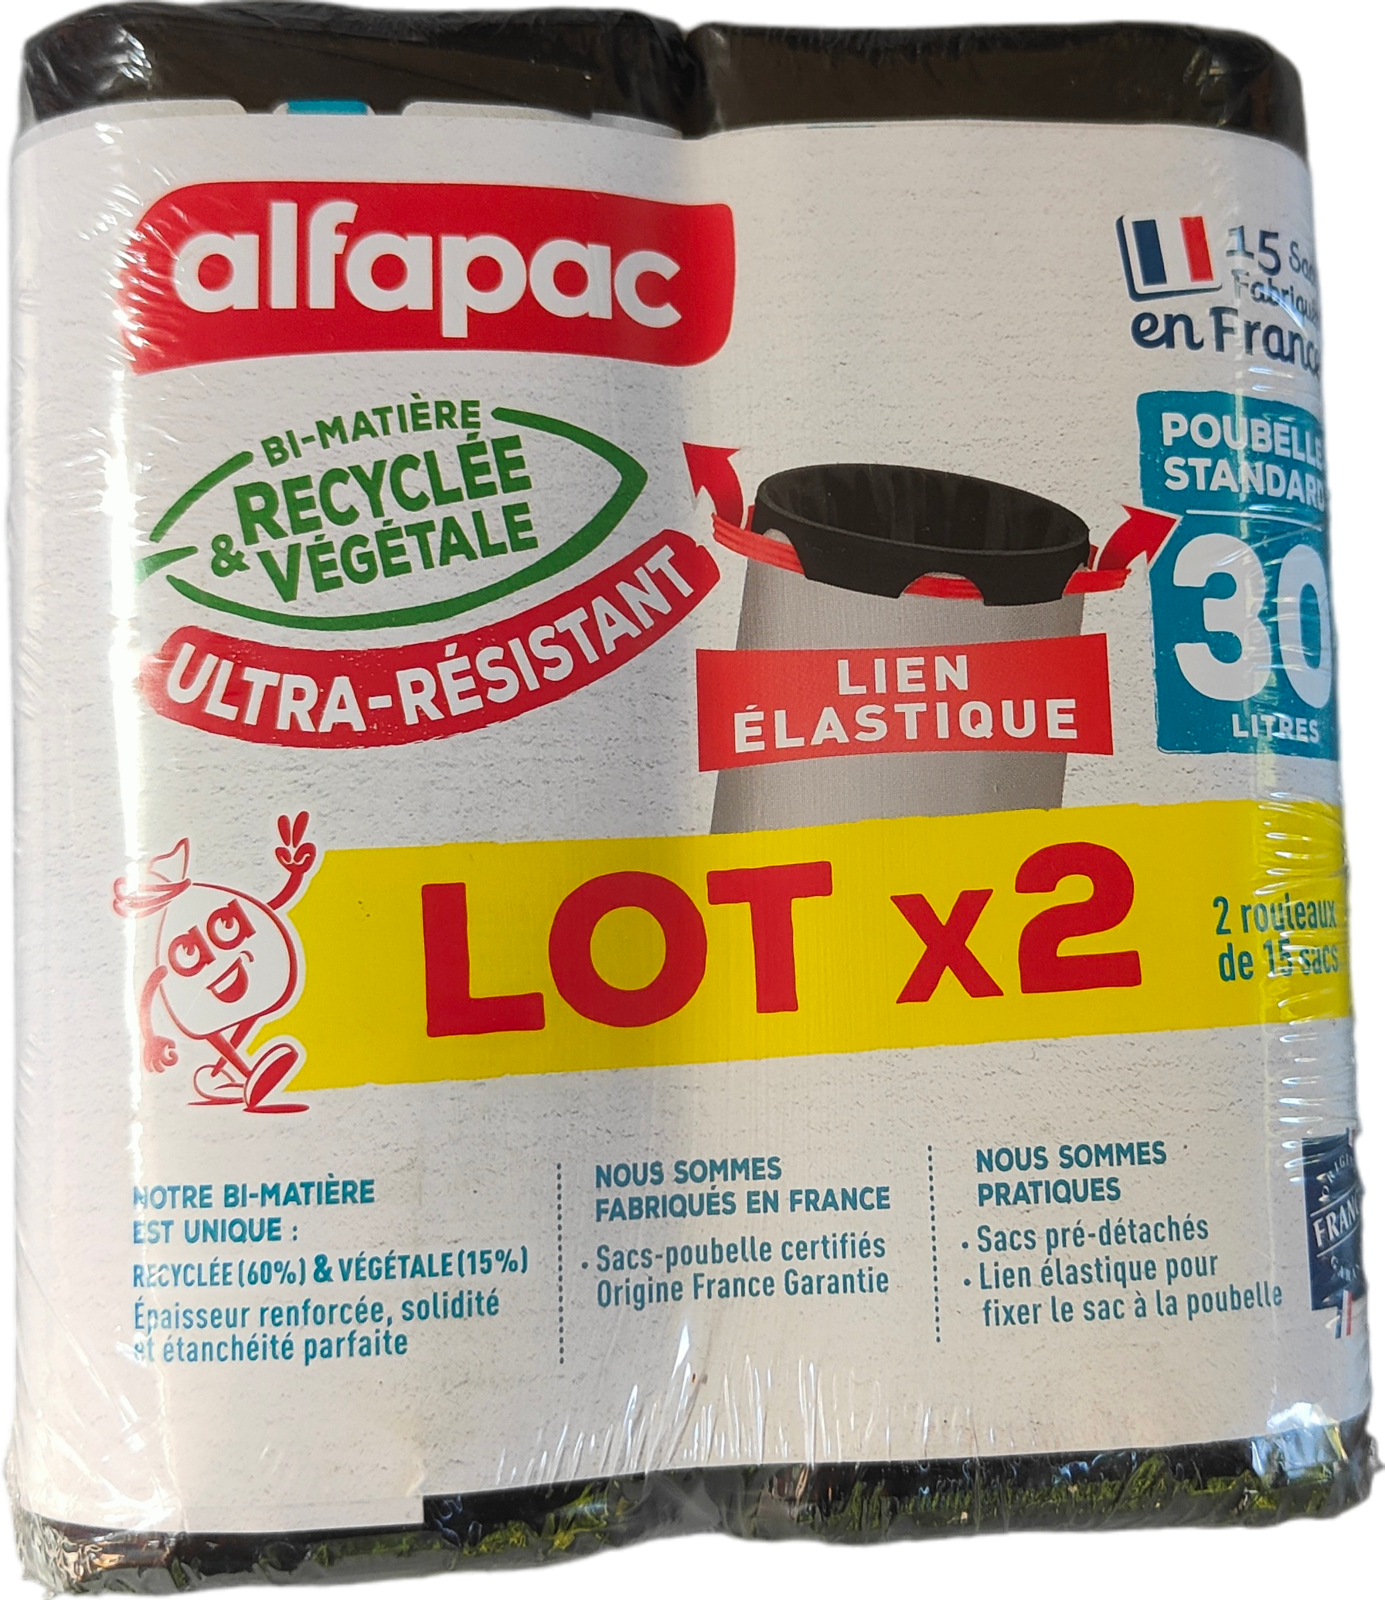 alfapac
15
en France
BI-MATIÈRE
RECYCLÉE
& VÉGÉTALE
ULTRA-RÉSISTANT
POUBELLE
STANDARD
30
LITRES
LIEN
ÉLASTIQUE
LOT x2
2 rouleaux
de 15 sacs
NOTRE BI-MATIÈRE
EST UNIQUE :
RECYCLÉE (60%) & VÉGÉTALE (15%)
Épaisseur renforcée, solidité
et étanchéité parfaite
NOUS SOMMES
FABRIQUÉS EN FRANCE
• Sacs-poubelle certifiés
Origine France Garantie
NOUS SOMMES
PRATIQUES
• Sacs pré-détachés
• Lien élastique pour
fixer le sac à la poubelle